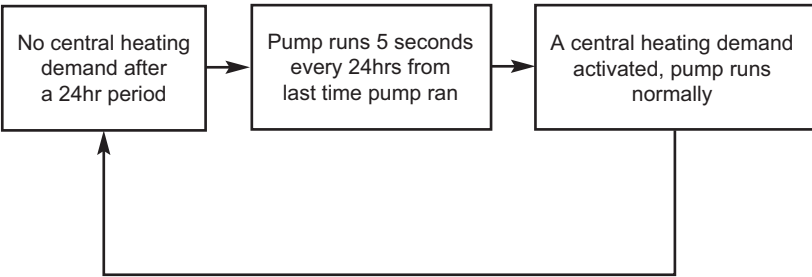 No central heating
demand after
a 24hr period
Pump runs 5 seconds
every 24hrs from
last time pump ran
A central heating demand
activated, pump runs
normally